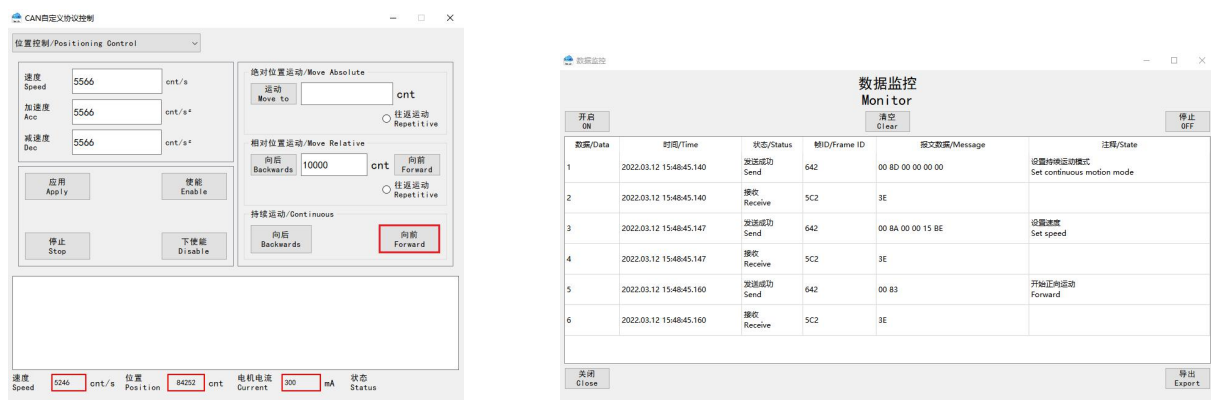 CAN自定义协议控制
位置控制/Positioning Control
速度
Speed
5566
cnt/s
加速度
Acc
5566
cnt/s²
减速度
Dec
5566
cnt/s²
应用
Apply
使能
Enable
停止
Stop
下使能
Disable
绝对位置运动/Move Absolute
运动
Move to
cnt
往返运动
Repetitive
相对位置运动/Move Relative
向后
Backwards
10000
cnt
向前
Forward
往返运动
Repetitive
持续运动/Continuous
向后
Backwards
向前
Forward
速度
Speed
5246
cnt/s
位置
Position
84252
cnt
电机电流
Current
300
mA
状态
Status
数据监控
数据监控
Monitor
开启
ON
清空
Clear
停止
OFF
数据/Data 时间/Time 状态/Status 帧ID/Frame ID 报文数据/Message 注释/State
1 2022.03.12 15:48:45.140 发送成功 Send 642 00 8D 00 00 00 00 设置持续运动模式 Set continuous motion mode
2 2022.03.12 15:48:45.140 接收 Receive 5C2 3E
3 2022.03.12 15:48:45.147 发送成功 Send 642 00 8A 00 00 15 BE 设置速度 Set speed
4 2022.03.12 15:48:45.147 接收 Receive 5C2 3E
5 2022.03.12 15:48:45.160 发送成功 Send 642 00 83 开始正向运动 Forward
6 2022.03.12 15:48:45.160 接收 Receive 5C2 3E
关闭
Close
导出
Export